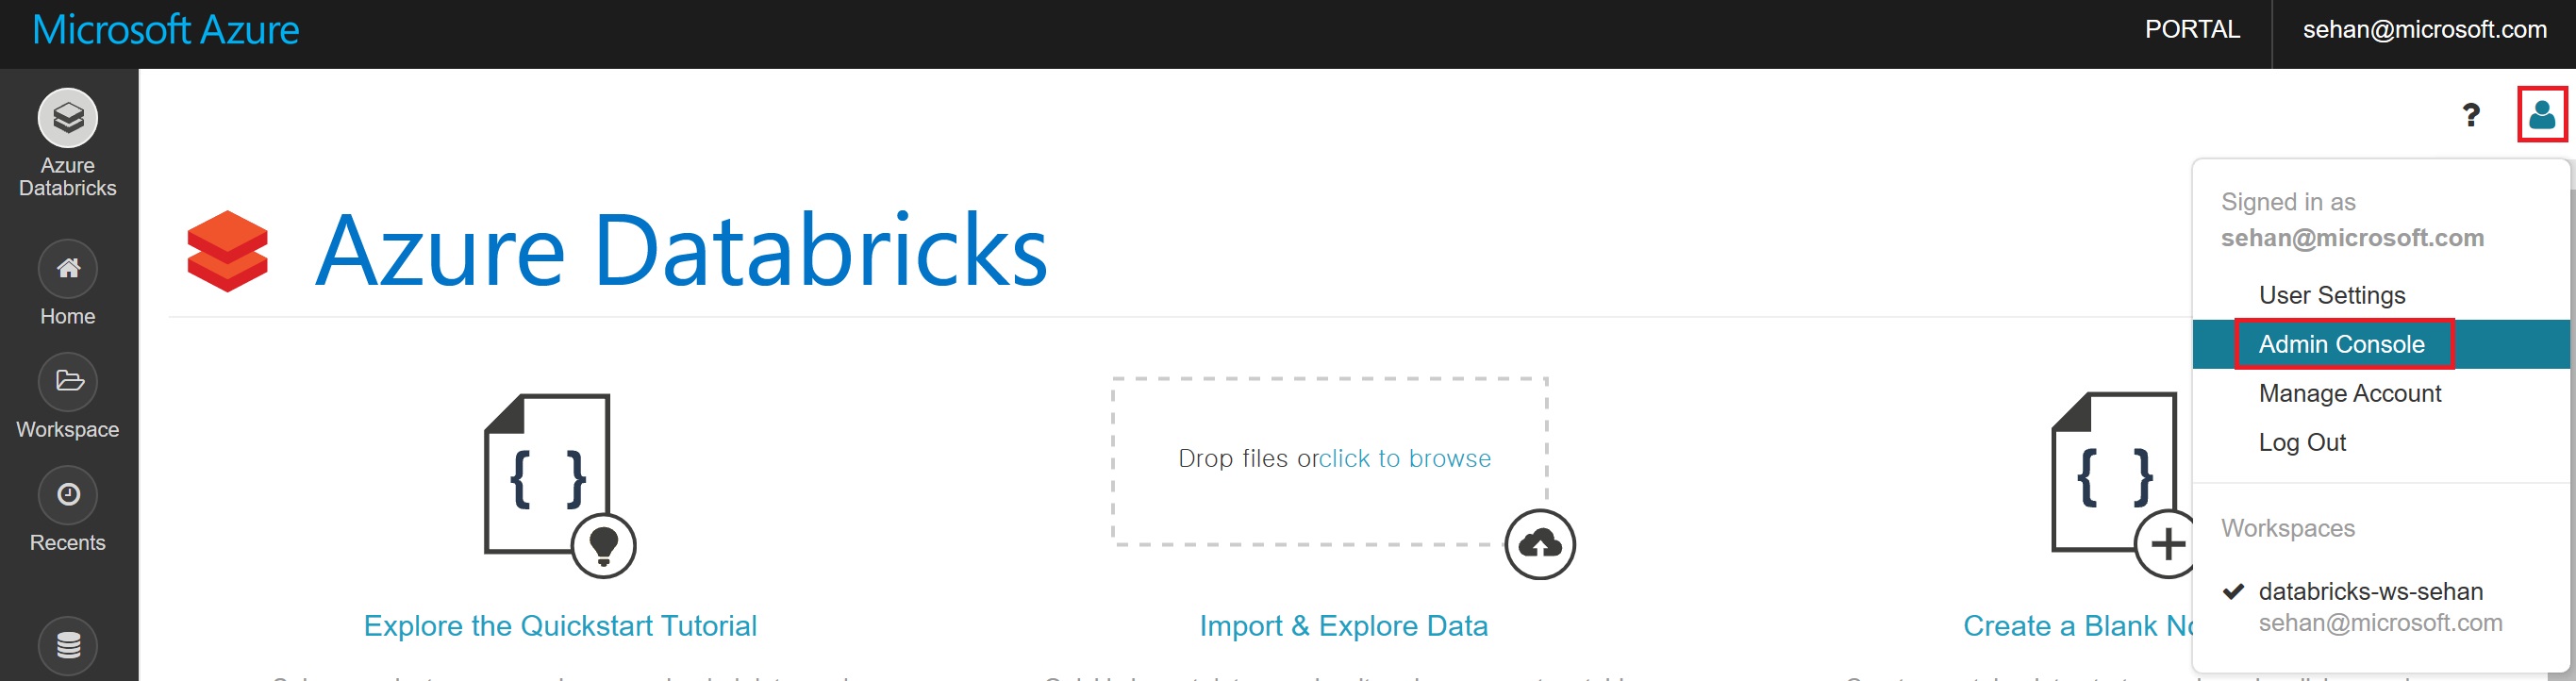 Microsoft Azure
PORTAL
sehan@microsoft.com
Azure
Databricks
Home
Workspace
Recents
?
Azure Databricks
Signed in as
sehan@microsoft.com
User Settings
Admin Console
Manage Account
Log Out
Workspaces
databricks-ws-sehan
sehan@microsoft.com
{ }
Drop files orclick to browse
{ }
Explore the Quickstart Tutorial
Import & Explore Data
Create a Blank No